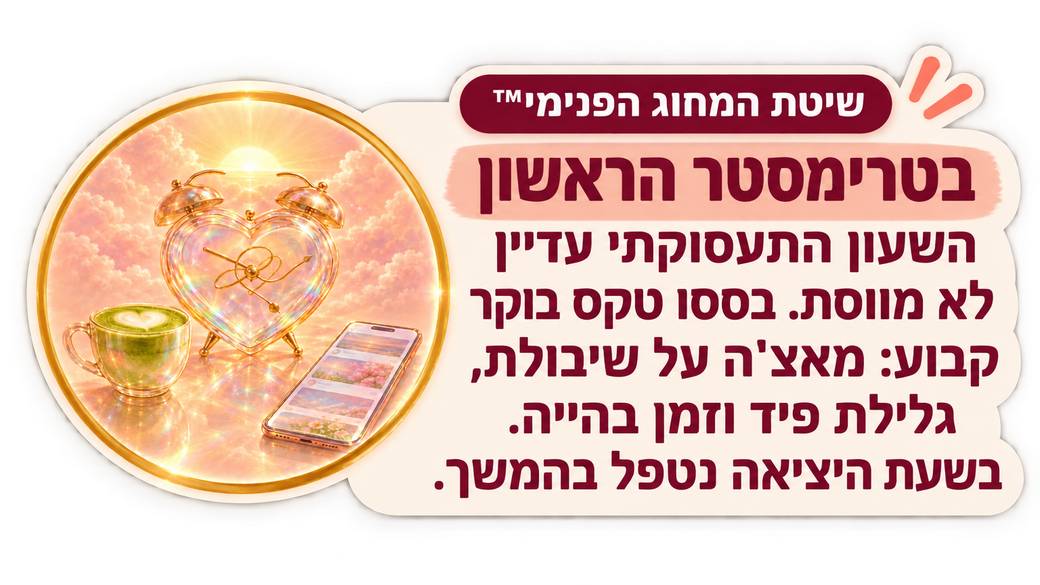 שיטת המחוג הפנימי™
בטרימסטר הראשון
השעון התעסוקתי עדיין
לא מווסת. בססו טקס בוקר
קבוע: מאצ'ה על שיבולת,
גלילת פיד וזמן בהייה.
בשעת היציאה נטפל בהמשך.